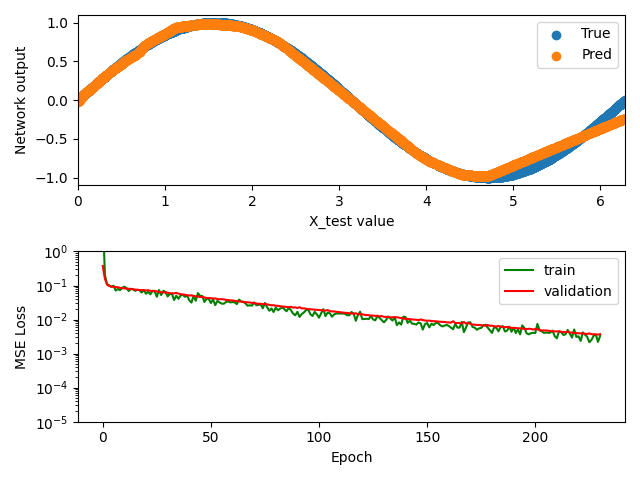 1.0
0.5
0.0
−0.5
−1.0
Network output
True
Pred
0 1 2 3 4 5 6
X_test value
10⁰
10⁻¹
10⁻²
10⁻³
10⁻⁴
10⁻⁵
MSE Loss
train
validation
0 50 100 150 200
Epoch